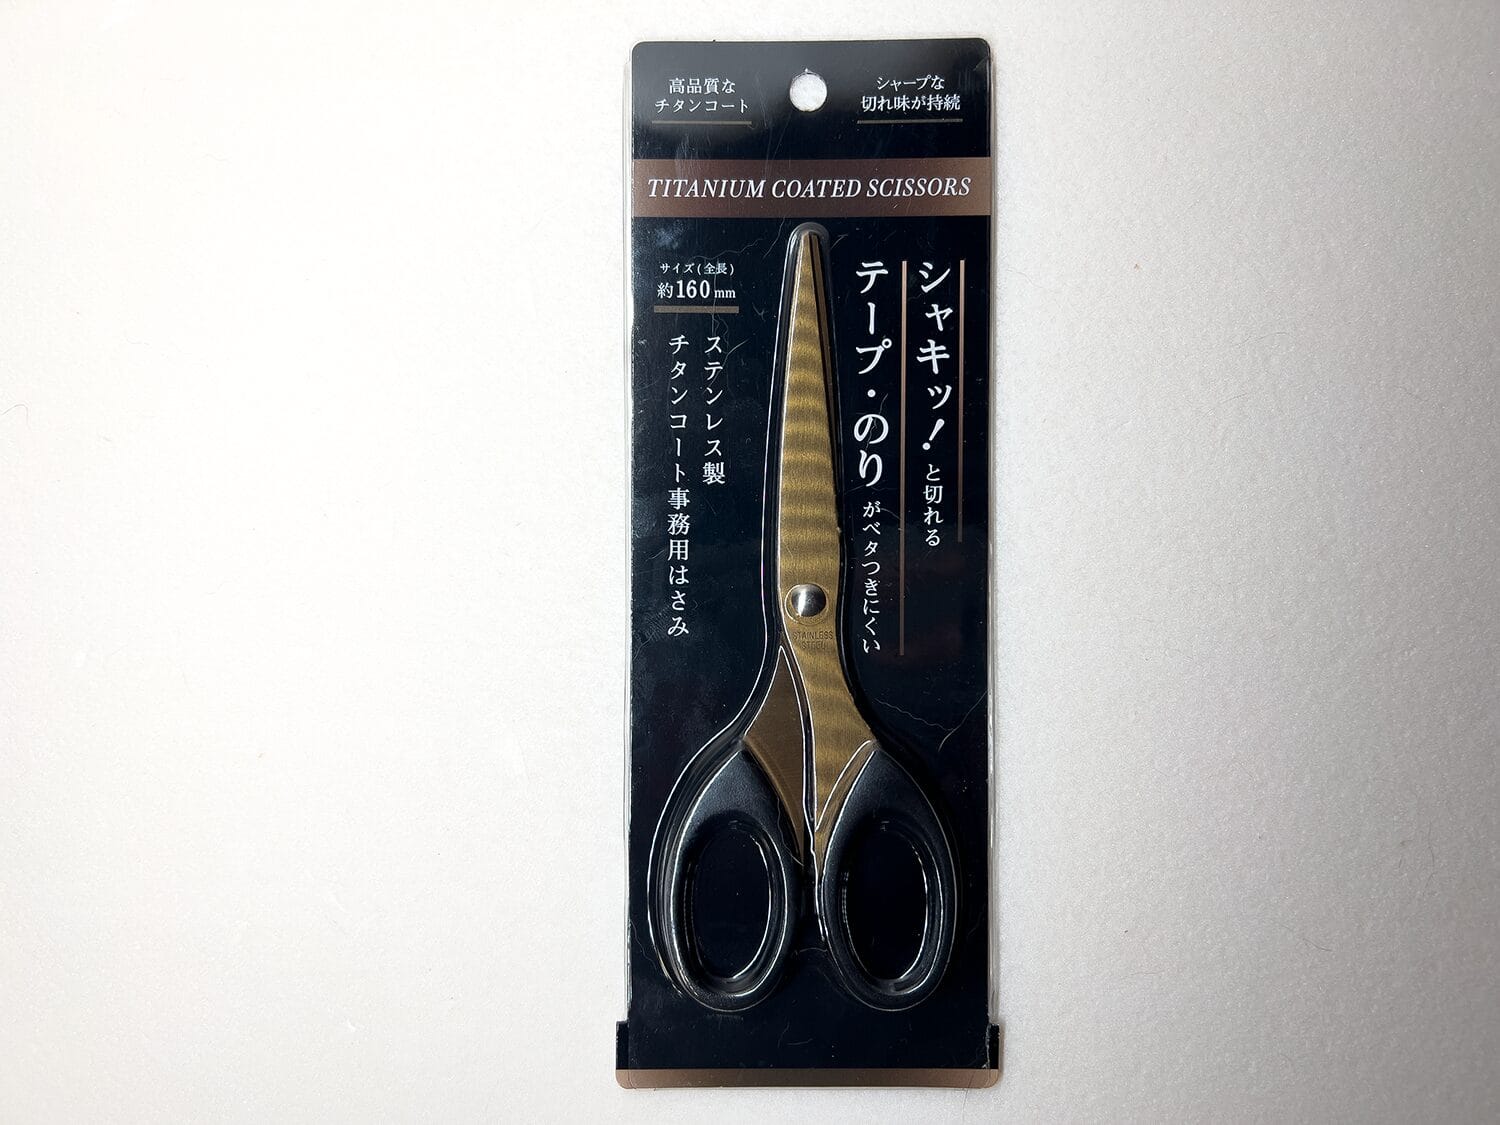 高品質な
チタンコート
シャープな
切れ味が持続
TITANIUM COATED SCISSORS
シャキッ!と切れる
テープ・のりがベタつきにくい
サイズ(全長)
約160mm
ステンレス製
チタンコート事務用はさみ
STAINLESS
STEEL